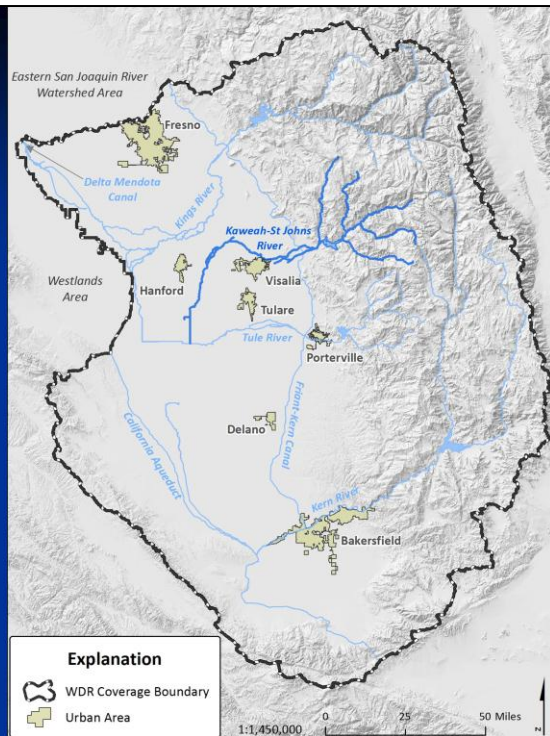 Eastern San Joaquin River
Watershed Area
Fresno
Delta Mendota
Canal
Kings River
Kaweah-St Johns
River
Westlands
Area
Hanford
Visalia
Tulare
Tule River
Porterville
Delano
Friant-Kern Canal
California Aqueduct
Kern River
Bakersfield
Explanation
WDR Coverage Boundary
Urban Area
1:1,450,000
0 25 50 Miles
N